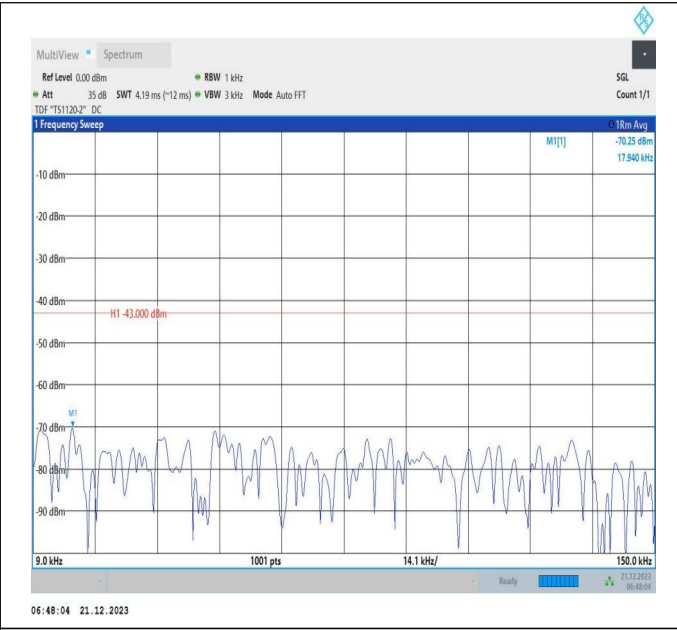 MultiView Spectrum
Ref Level 0.00 dBm RBW 1 kHz SGL
Att 35 dB SWT 4.19 ms (~12 ms) VBW 3 kHz Mode Auto FFT Count 1/1
TDF "TS1120-2" DC
1 Frequency Sweep 1Rm Avg
M1[1] -70.25 dBm
17.940 kHz
-10 dBm
-20 dBm
-30 dBm
-40 dBm
H1 -43.000 dBm
-50 dBm
-60 dBm
M1
-70 dBm
-80 dBm
-90 dBm
9.0 kHz 1001 pts 14.1 kHz/ 150.0 kHz
Ready 21.12.2023
06:48:04
06:48:04 21.12.2023